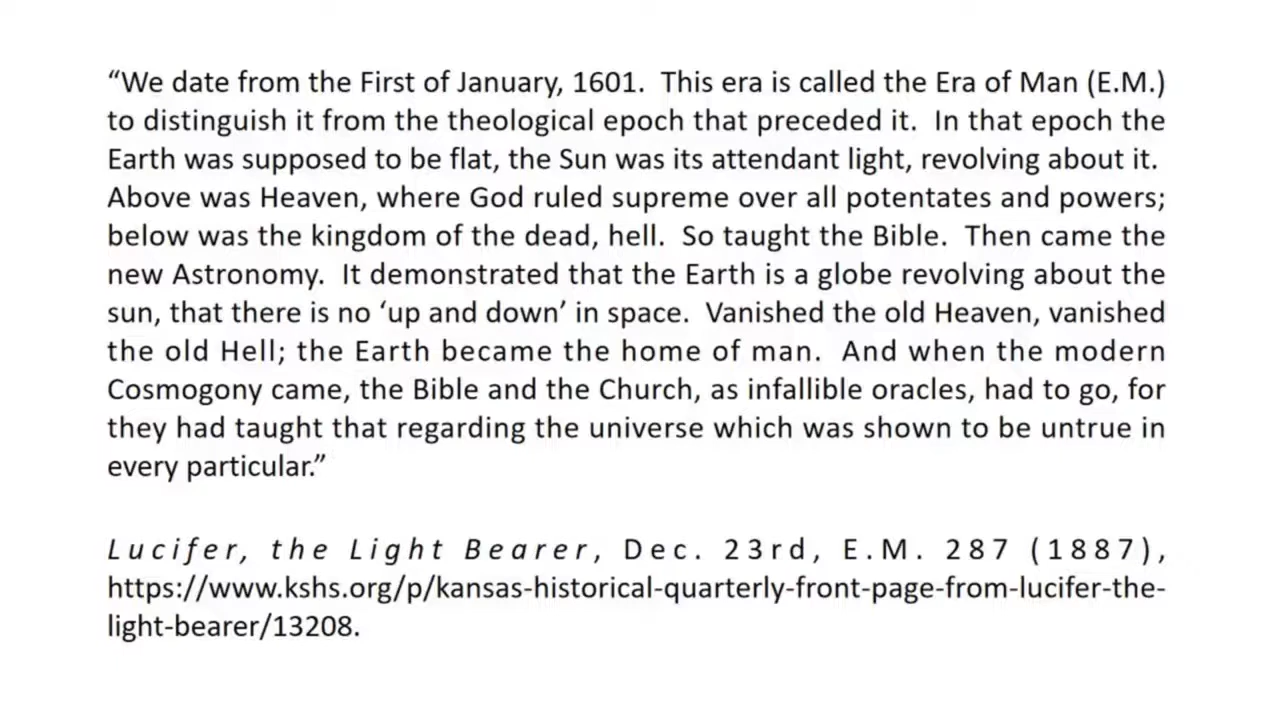 “We date from the First of January, 1601.  This era is called the Era of Man (E.M.)
to distinguish it from the theological epoch that preceded it.  In that epoch the
Earth was supposed to be flat, the Sun was its attendant light, revolving about it.
Above was Heaven, where God ruled supreme over all potentates and powers;
below was the kingdom of the dead, hell.  So taught the Bible.  Then came the
new Astronomy.  It demonstrated that the Earth is a globe revolving about the
sun, that there is no ‘up and down’ in space.  Vanished the old Heaven, vanished
the old Hell; the Earth became the home of man.  And when the modern
Cosmogony came, the Bible and the Church, as infallible oracles, had to go, for
they had taught that regarding the universe which was shown to be untrue in
every particular.”
Lucifer, the Light Bearer, Dec. 23rd, E.M. 287 (1887),
https://www.kshs.org/p/kansas-historical-quarterly-front-page-from-lucifer-the-
light-bearer/13208.